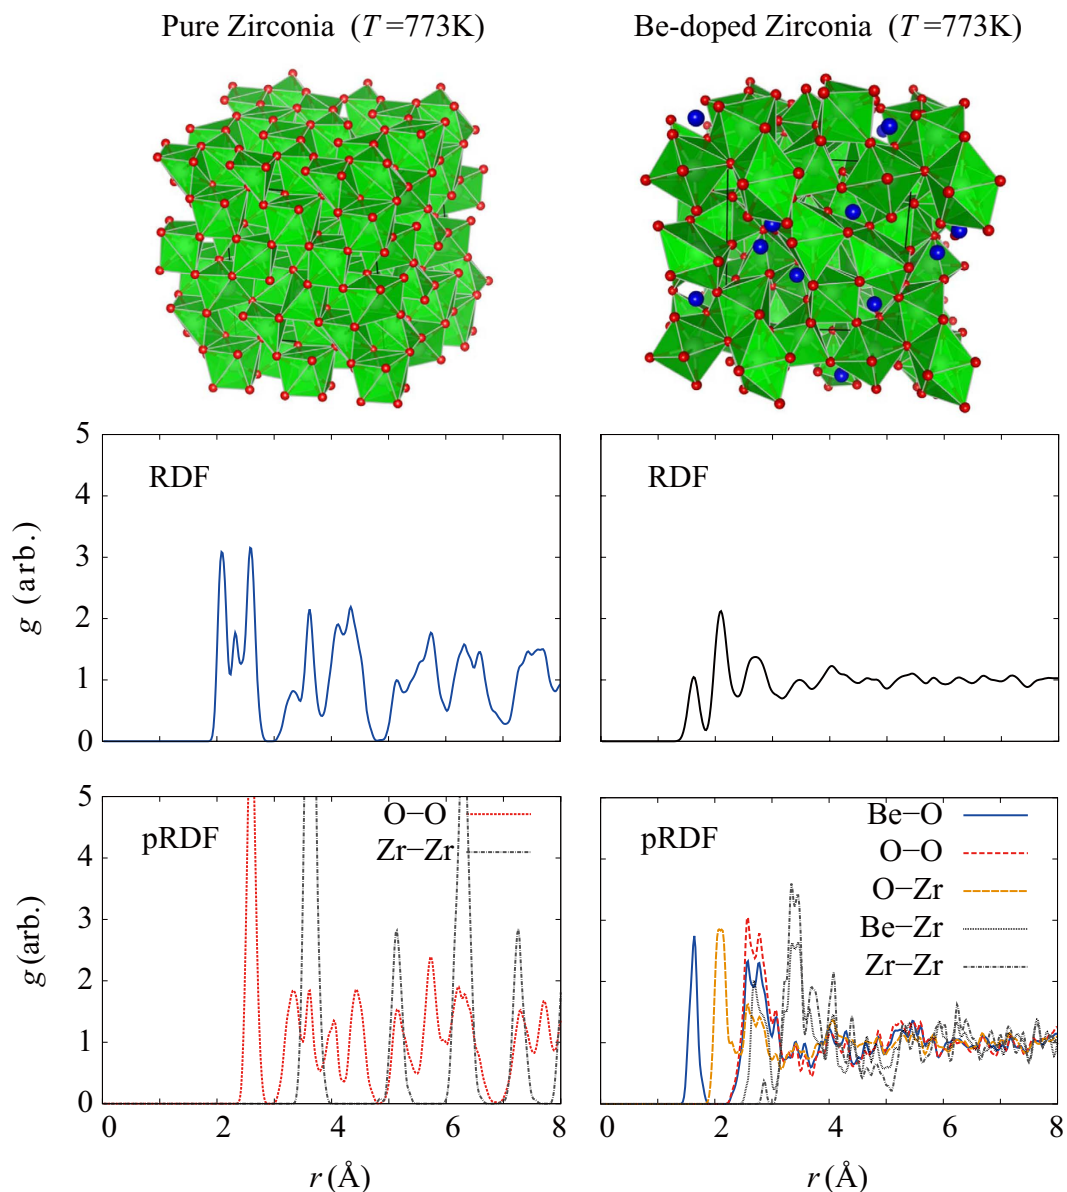 Pure Zirconia (T =773K)
Be-doped Zirconia (T =773K)
5
4
3
2
1
0
g (arb.)
RDF
RDF
5
4
3
2
1
0
g (arb.)
pRDF
O−O
Zr−Zr
0 2 4 6 8
r (Å)
pRDF
Be−O
O−O
O−Zr
Be−Zr
Zr−Zr
0 2 4 6 8
r (Å)